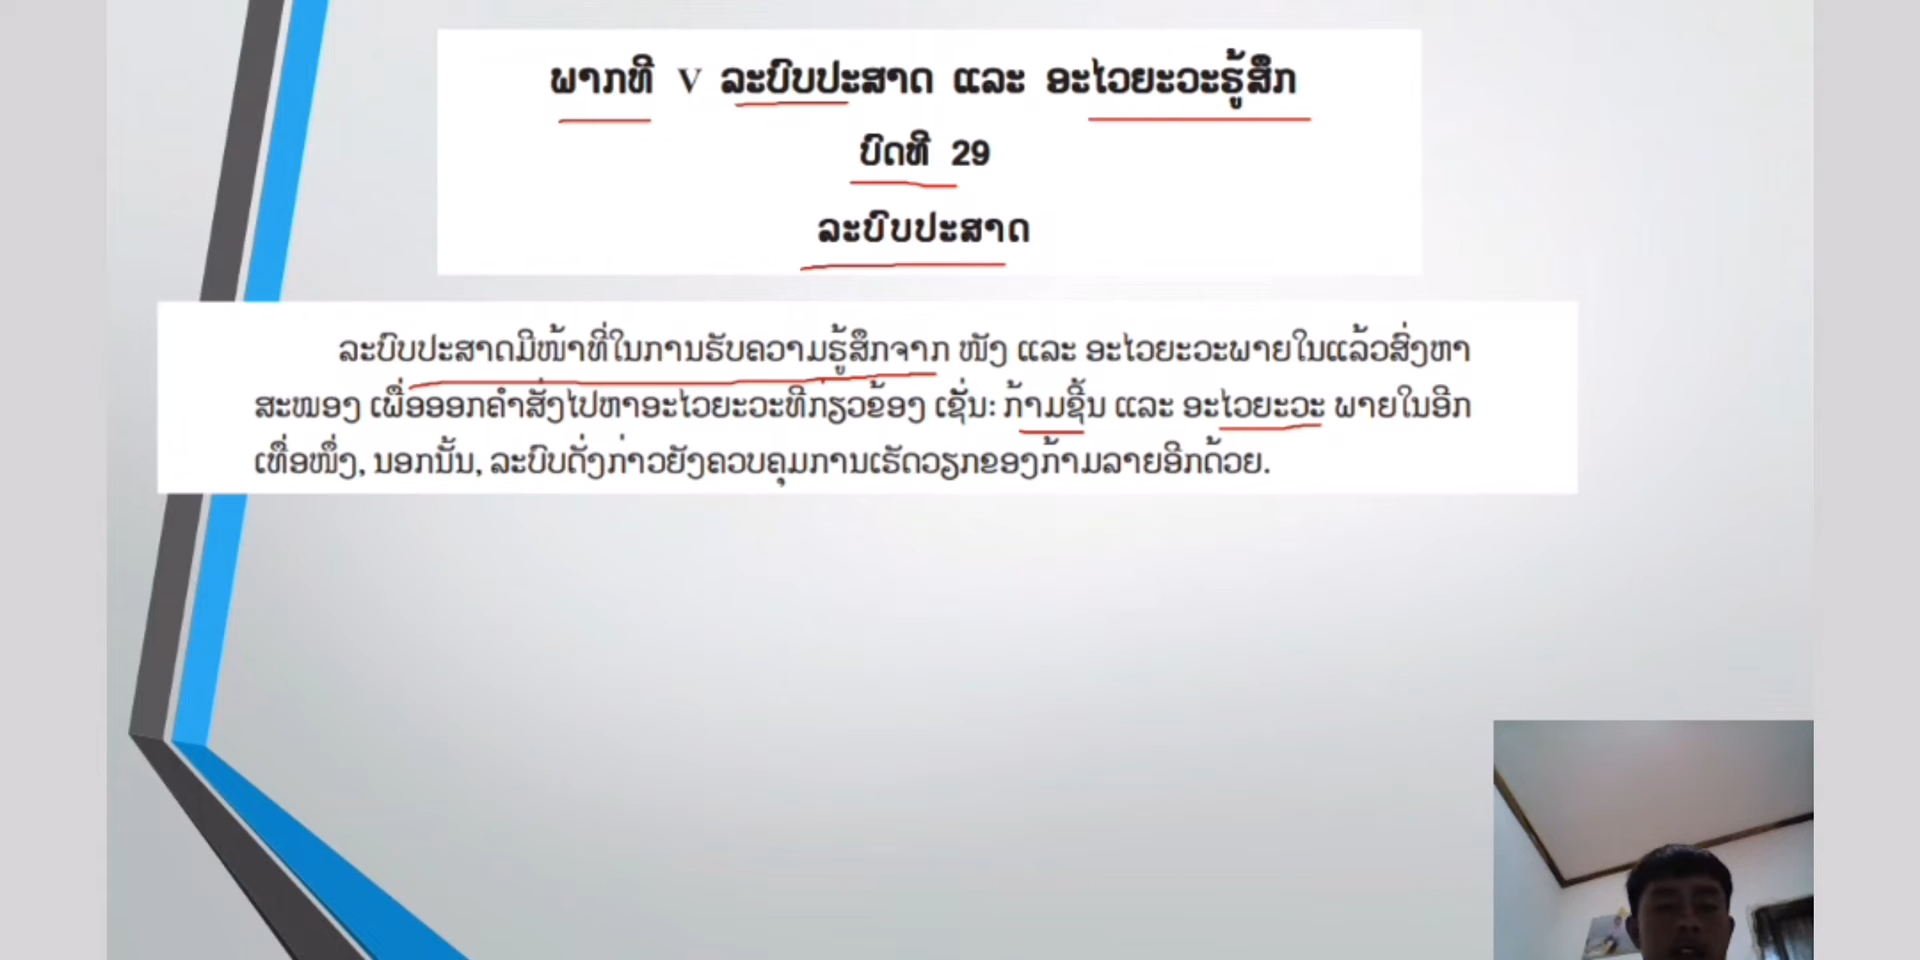 ພາກທີ V ລະບົບປະສາດ ແລະ ອະໄວຍະວະຮູ້ສຶກ
ບົດທີ 29
ລະບົບປະສາດ
ລະບົບປະສາດມີໜ້າທີ່ໃນການຮັບຄວາມຮູ້ສຶກຈາກ ໜັງ ແລະ ອະໄວຍະວະພາຍໃນແລ້ວສົ່ງຫາ
ສະໝອງ ເພື່ອອອກຄໍາສັ່ງໄປຫາອະໄວຍະວະທີ່ກ່ຽວຂ້ອງ ເຊັ່ນ: ກ້າມຊີ້ນ ແລະ ອະໄວຍະວະ ພາຍໃນອີກ
ເທື່ອໜຶ່ງ, ນອກນັ້ນ, ລະບົບດັ່ງກ່າວຍັງຄວບຄຸມການເຮັດວຽກຂອງກ້າມລາຍອີກດ້ວຍ.